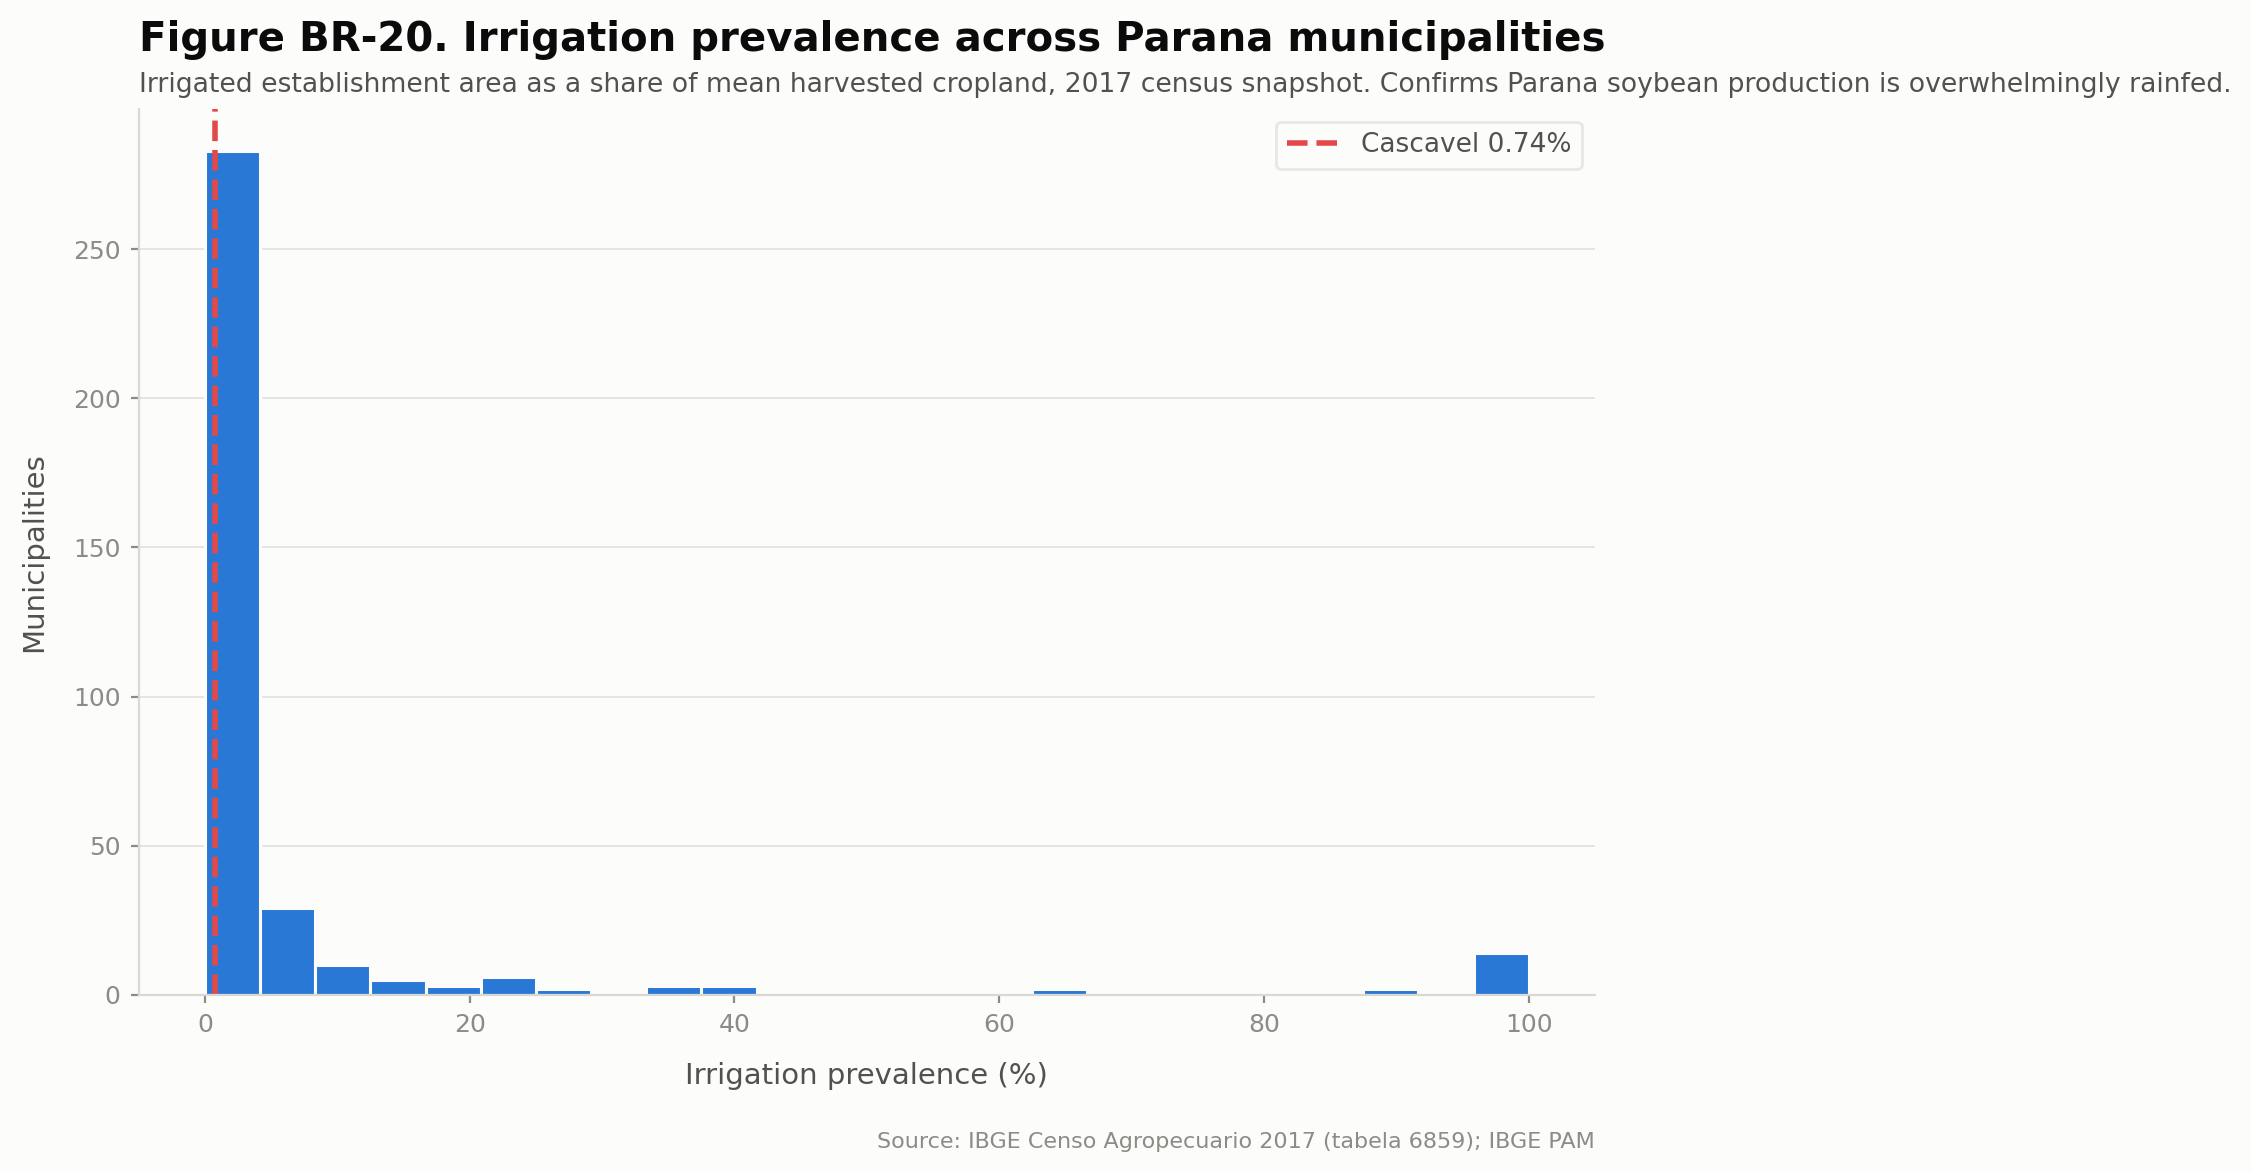 Figure BR-20. Irrigation prevalence across Parana municipalities
Irrigated establishment area as a share of mean harvested cropland, 2017 census snapshot. Confirms Parana soybean production is overwhelmingly rainfed.
Cascavel 0.74%
250
200
150
100
50
0
Municipalities
0 20 40 60 80 100
Irrigation prevalence (%)
Source: IBGE Censo Agropecuario 2017 (tabela 6859); IBGE PAM